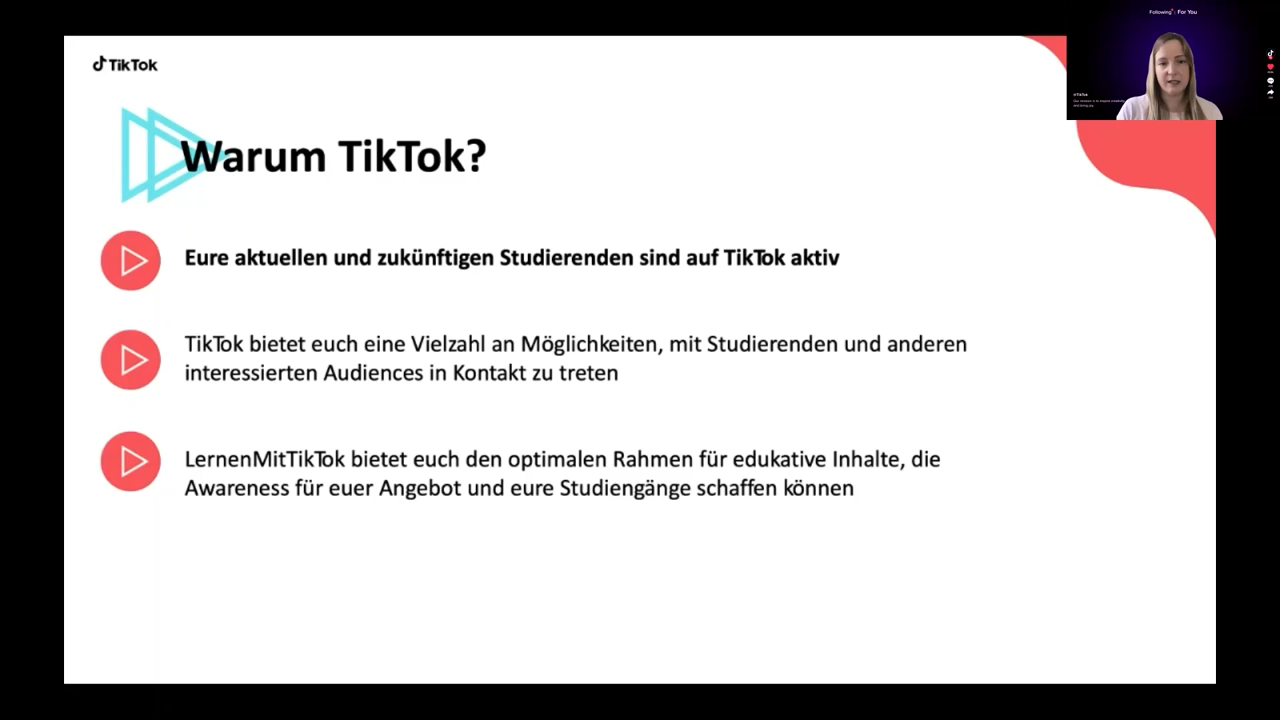 Following
For You
TikTok
Warum TikTok?
Eure aktuellen und zukünftigen Studierenden sind auf TikTok aktiv
TikTok bietet euch eine Vielzahl an Möglichkeiten, mit Studierenden und anderen
interessierten Audiences in Kontakt zu treten
LernenMitTikTok bietet euch den optimalen Rahmen für edukative Inhalte, die
Awareness für euer Angebot und eure Studiengänge schaffen können